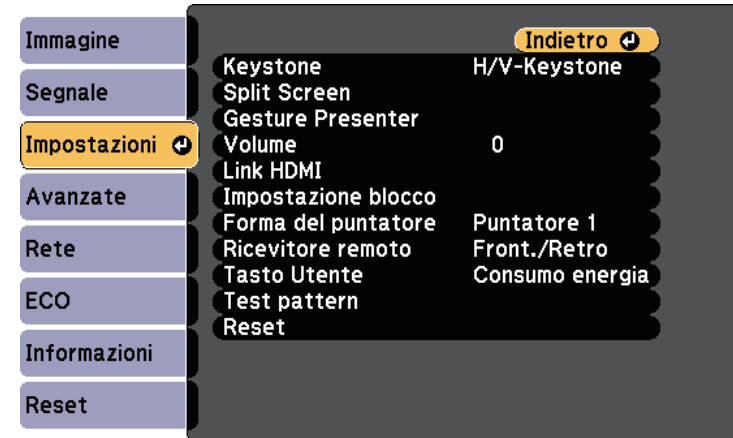 Immagine
Segnale
Impostazioni
Avanzate
Rete
ECO
Informazioni
Reset
Indietro
Keystone H/V-Keystone
Split Screen
Gesture Presenter
Volume 0
Link HDMI
Impostazione blocco
Forma del puntatore Puntatore 1
Ricevitore remoto Front./Retro
Tasto Utente Consumo energia
Test pattern
Reset